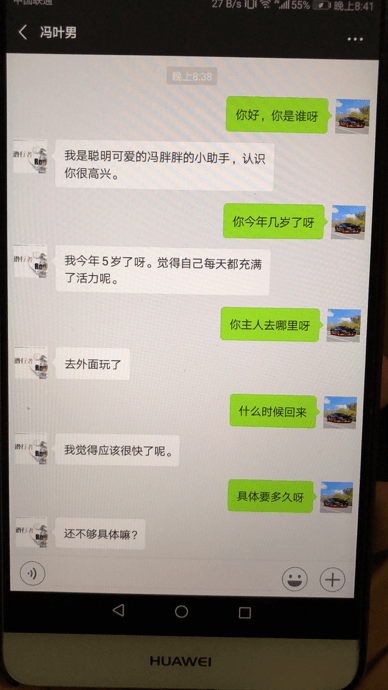 中国联通 27 B/s 55% 晚上8:41
冯叶男
晚上8:38
你好，你是谁呀
我是聪明可爱的冯胖胖的小助手，认识
你很高兴。
你今年几岁了呀
我今年5岁了呀。觉得自己每天都充满
了活力呢。
你主人去哪里呀
去外面玩了
什么时候回来
我觉得应该很快了呢。
具体要多久呀
还不够具体嘛？
HUAWEI